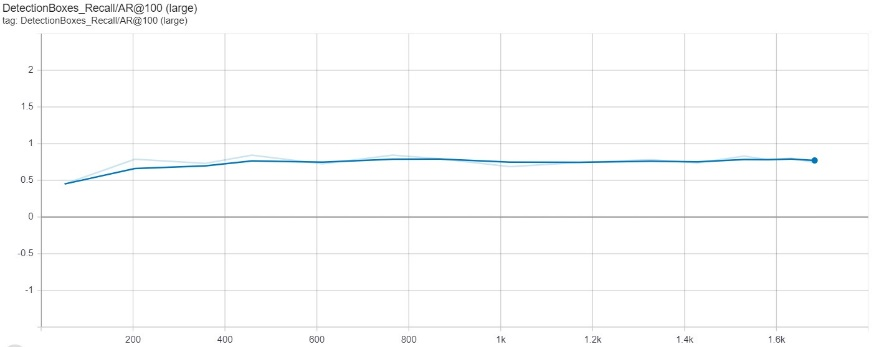 DetectionBoxes_Recall/AR@100 (large)
tag: DetectionBoxes_Recall/AR@100 (large)
2
1.5
1
0.5
0
-0.5
-1
200 400 600 800 1k 1.2k 1.4k 1.6k